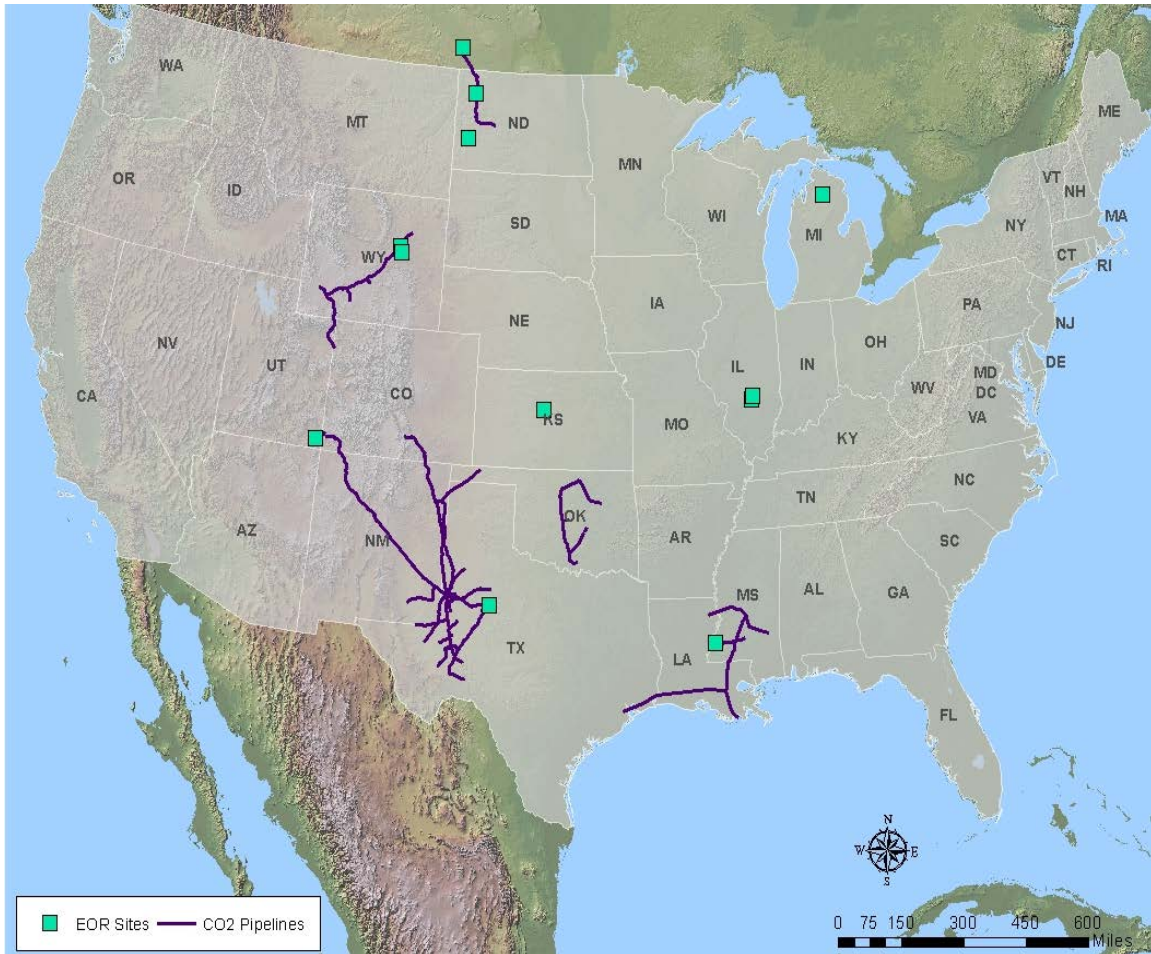 WA
MT
ND
MN
ME
OR
ID
SD
WI
MI
VT
NH
NY
MA
CT
RI
WY
IA
PA
NE
NJ
OH
NV
UT
IL
IN
DE
CO
MD
DC
WV
CA
VA
KS
MO
KY
NC
TN
OK
AZ
NM
AR
SC
MS
AL
GA
TX
LA
FL
N
W E
S
EOR Sites CO2 Pipelines
0 75 150 300 450 600
Miles